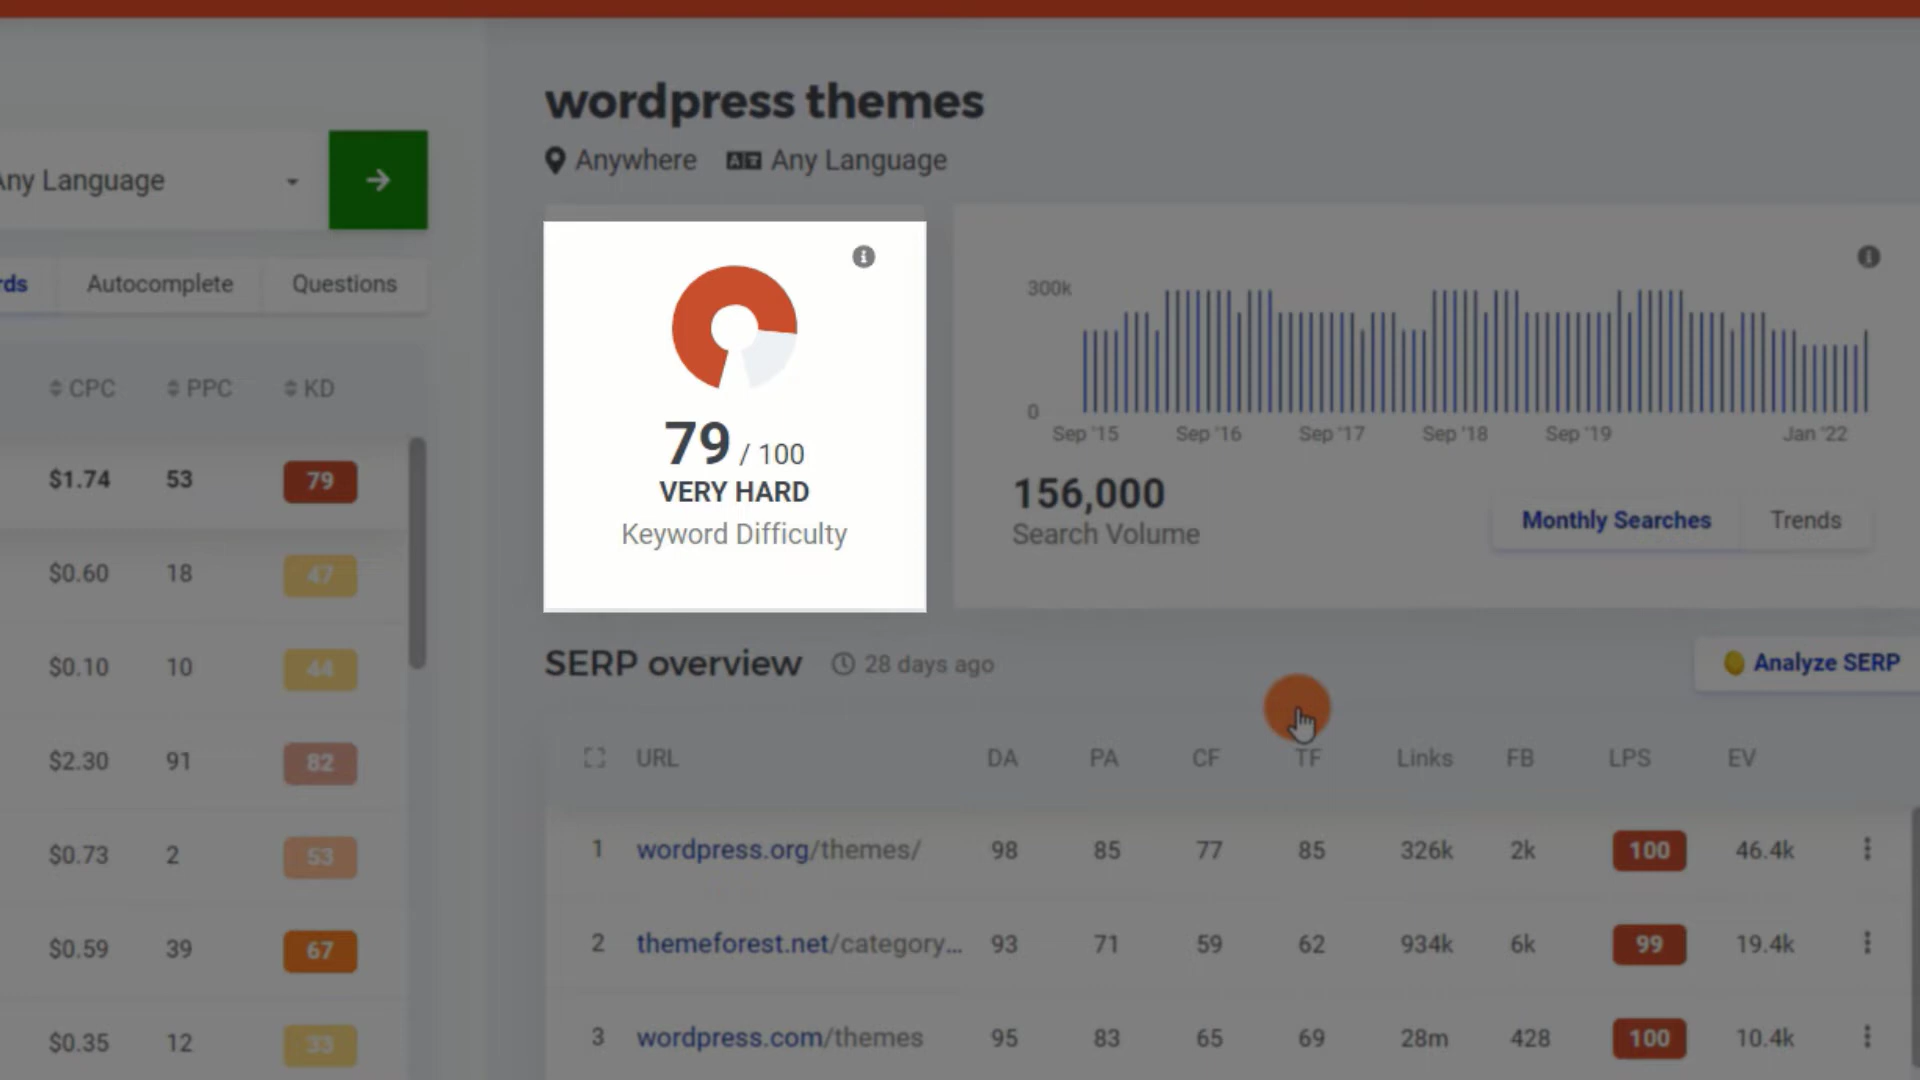 wordpress themes
Anywhere Any Language
ny Language
rds Autocomplete Questions
CPC PPC KD
$1.74 53 79
$0.60 18 47
$0.10 10 44
$2.30 91 82
$0.73 2 53
$0.59 39 67
$0.35 12 33
79 / 100
VERY HARD
Keyword Difficulty
300k
0
Sep '15 Sep '16 Sep '17 Sep '18 Sep '19 Jan '22
156,000
Search Volume
Monthly Searches Trends
SERP overview 28 days ago
Analyze SERP
URL DA PA CF TF Links FB LPS EV
1 wordpress.org/themes/ 98 85 77 85 326k 2k 100 46.4k
2 themeforest.net/category... 93 71 59 62 934k 6k 99 19.4k
3 wordpress.com/themes 95 83 65 69 28m 428 100 10.4k